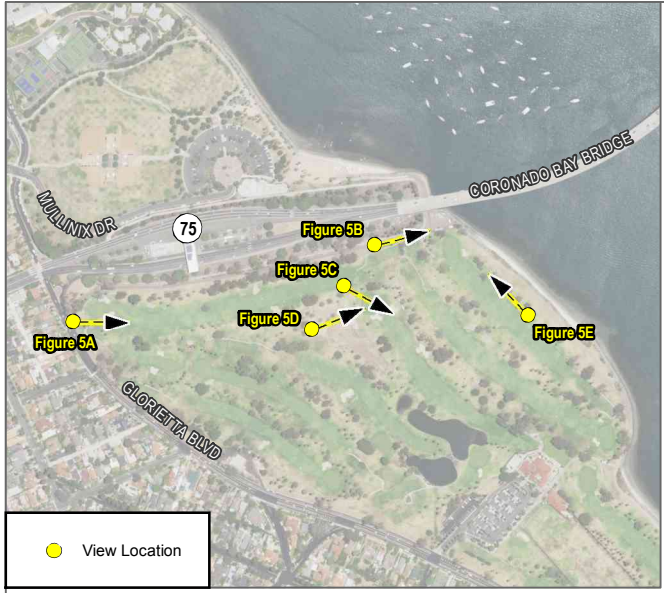 CORONADO BAY BRIDGE
MULLINIX DR
75
Figure 5B
Figure 5C
Figure 5D
Figure 5A
Figure 5E
GLORIETTA BLVD
View Location